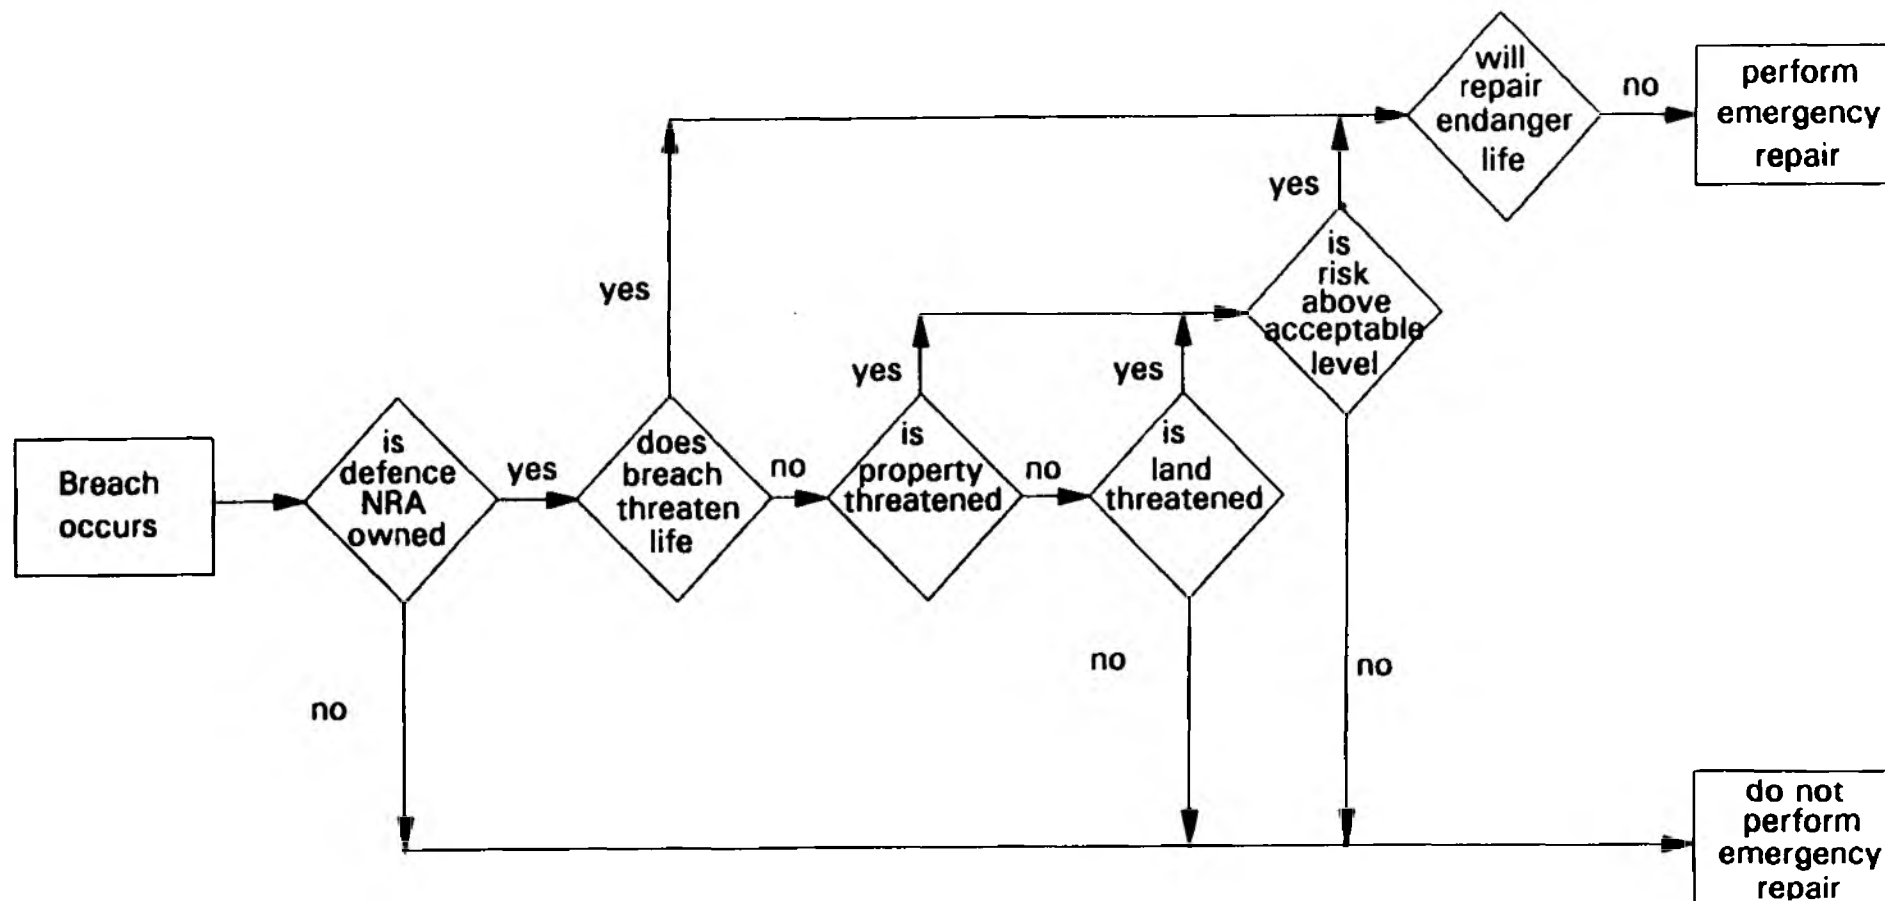 Breach
occurs
is
defence
NRA
owned
yes
no
does
breach
threaten
life
yes
no
is
property
threatened
yes
no
is
land
threatened
yes
no
is
risk
above
acceptable
level
yes
no
will
repair
endanger
life
no
perform
emergency
repair
do not
perform
emergency
repair